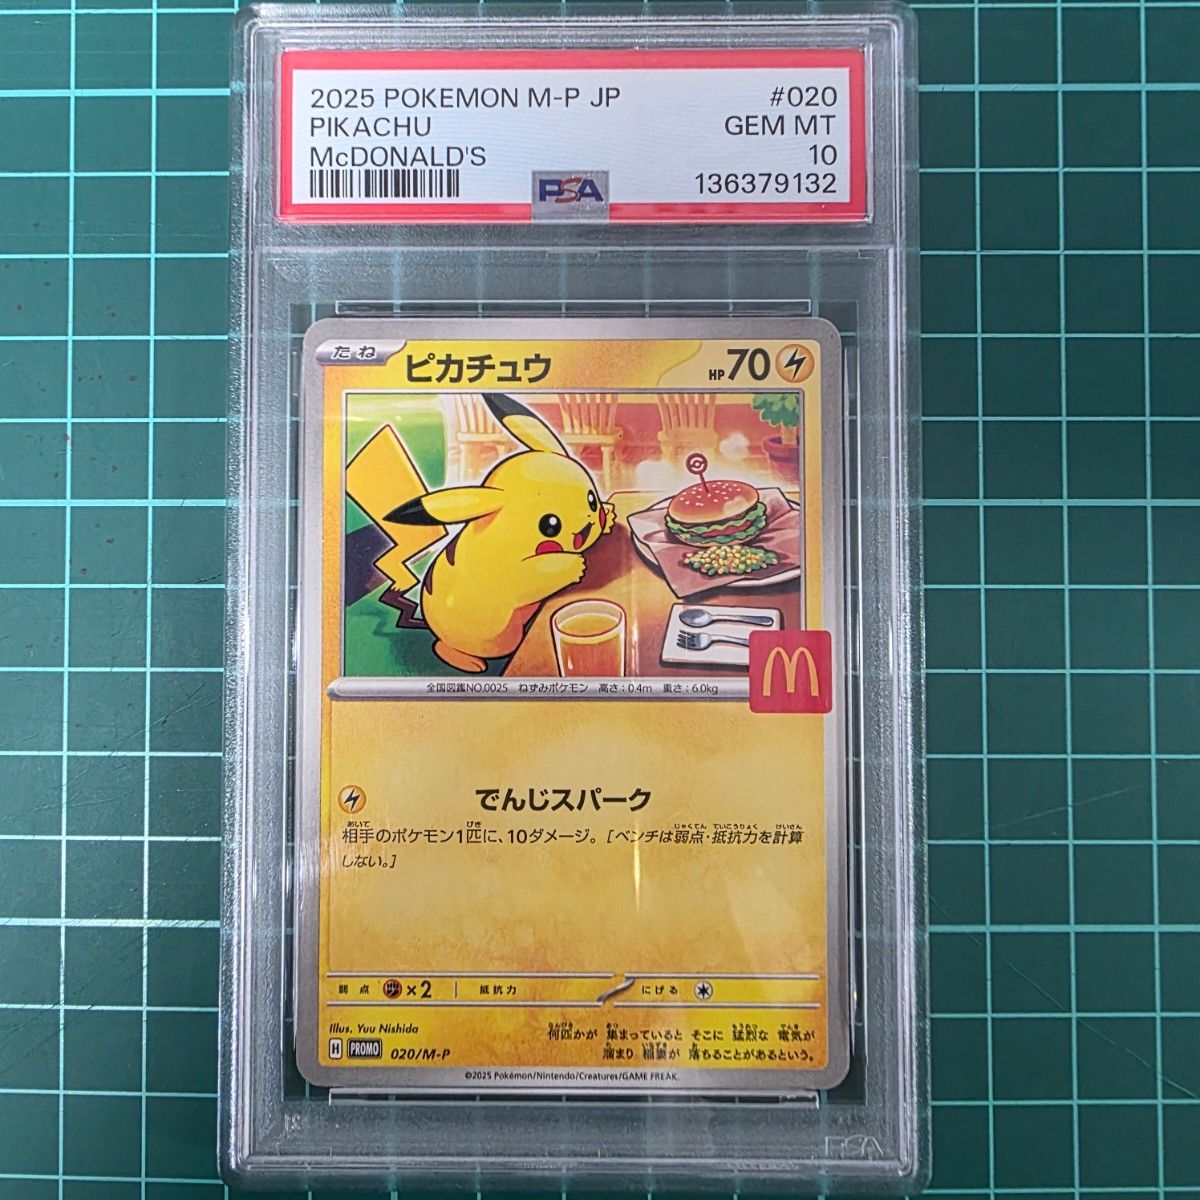 2025 POKEMON M-P JP #020
PIKACHU GEM MT
McDONALD'S 10
PSA 136379132
たね ピカチュウ HP70
全国図鑑NO.0025 ねずみポケモン 高さ:0.4m 重さ:6.0kg
でんじスパーク
相手のポケモン1匹に、10ダメージ。[ベンチは弱点・抵抗力を計算
しない。]
弱点 ×2 抵抗力 にげる
Illus. Yuu Nishida
何匹かが 集まっていると そこに 猛烈な 電気が
溜まり 稲妻が 落ちることがあるという。
H PROMO 020/M-P
©2025 Pokémon/Nintendo/Creatures/GAME FREAK.
PSA